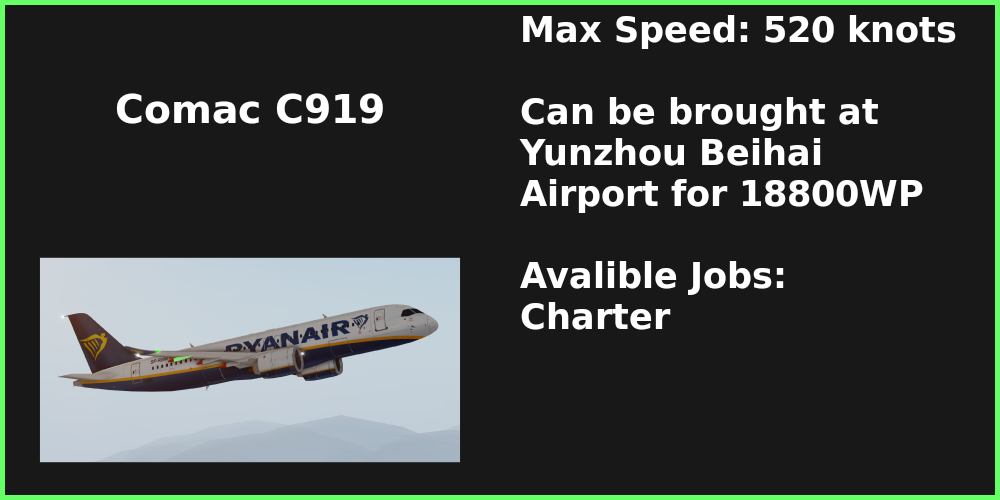 Max Speed: 520 knots
Comac C919
Can be brought at
Yunzhou Beihai
Airport for 18800WP
Avalible Jobs:
Charter
RYANAIR